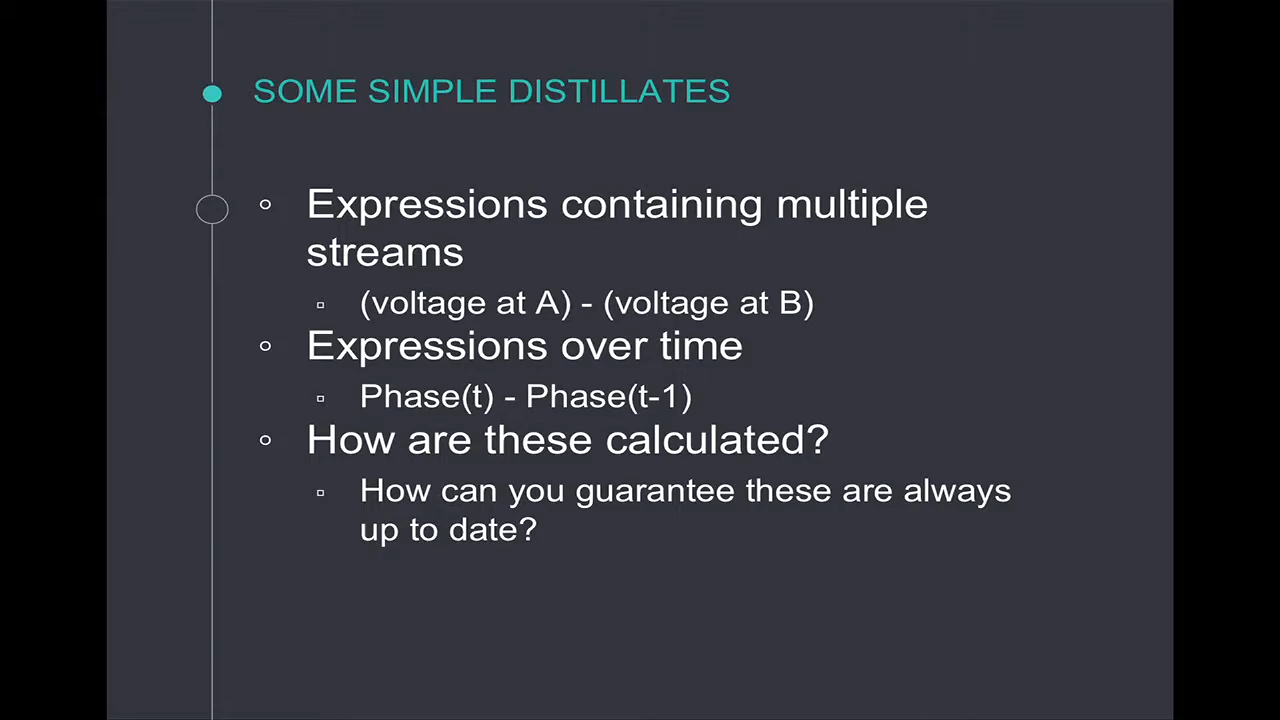 SOME SIMPLE DISTILLATES
Expressions containing multiple
streams
(voltage at A) - (voltage at B)
Expressions over time
Phase(t) - Phase(t-1)
How are these calculated?
How can you guarantee these are always
up to date?